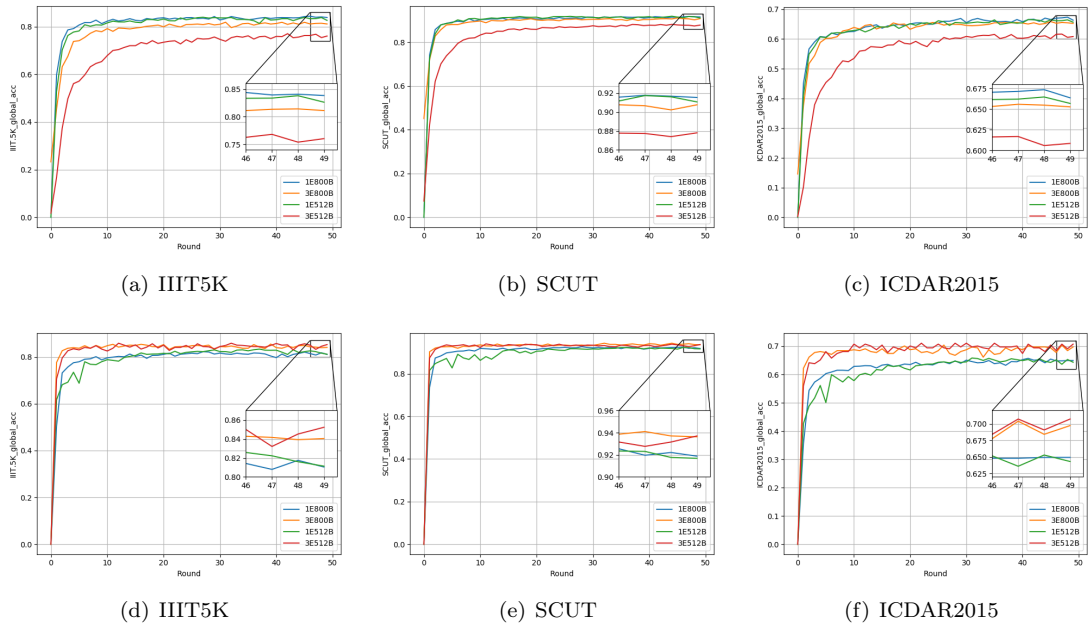 IIIT.5K_global_acc
0.8
0.6
0.4
0.2
0.0
0 10 20 30 40 50
Round
0.85
0.80
0.75
46 47 48 49
1E800B
3E800B
1E512B
3E512B
(a) IIIT5K
SCUT_global_acc
0.8
0.6
0.4
0.2
0.0
0 10 20 30 40 50
Round
0.92
0.90
0.88
0.86
46 47 48 49
1E800B
3E800B
1E512B
3E512B
(b) SCUT
ICDAR2015_global_acc
0.7
0.6
0.5
0.4
0.3
0.2
0.1
0.0
0 10 20 30 40 50
Round
0.675
0.650
0.625
0.600
46 47 48 49
1E800B
3E800B
1E512B
3E512B
(c) ICDAR2015
IIIT.5K_global_acc
0.8
0.6
0.4
0.2
0.0
0 10 20 30 40 50
Round
0.86
0.84
0.82
0.80
46 47 48 49
1E800B
3E800B
1E512B
3E512B
(d) IIIT5K
SCUT_global_acc
0.8
0.6
0.4
0.2
0.0
0 10 20 30 40 50
Round
0.96
0.94
0.92
0.90
46 47 48 49
1E800B
3E800B
1E512B
3E512B
(e) SCUT
ICDAR2015_global_acc
0.7
0.6
0.5
0.4
0.3
0.2
0.1
0.0
0 10 20 30 40 50
Round
0.700
0.675
0.650
0.625
46 47 48 49
1E800B
3E800B
1E512B
3E512B
(f) ICDAR2015